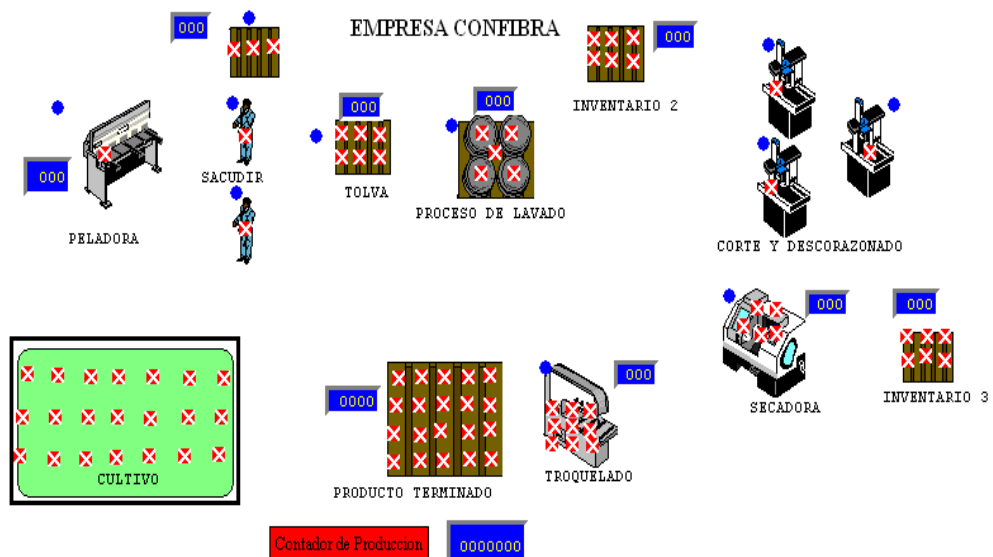 000
EMPRESA CONFIBRA
000
000
INVENTARIO 2
000
000
SACUDIR
TOLVA
PROCESO DE LAVADO
PELADORA
CORTE Y DESCORAZONADO
000
000
000
0000
SECADORA
INVENTARIO 3
CULTIVO
TROQUELADO
PRODUCTO TERMINADO
Contador de Produccion
0000000